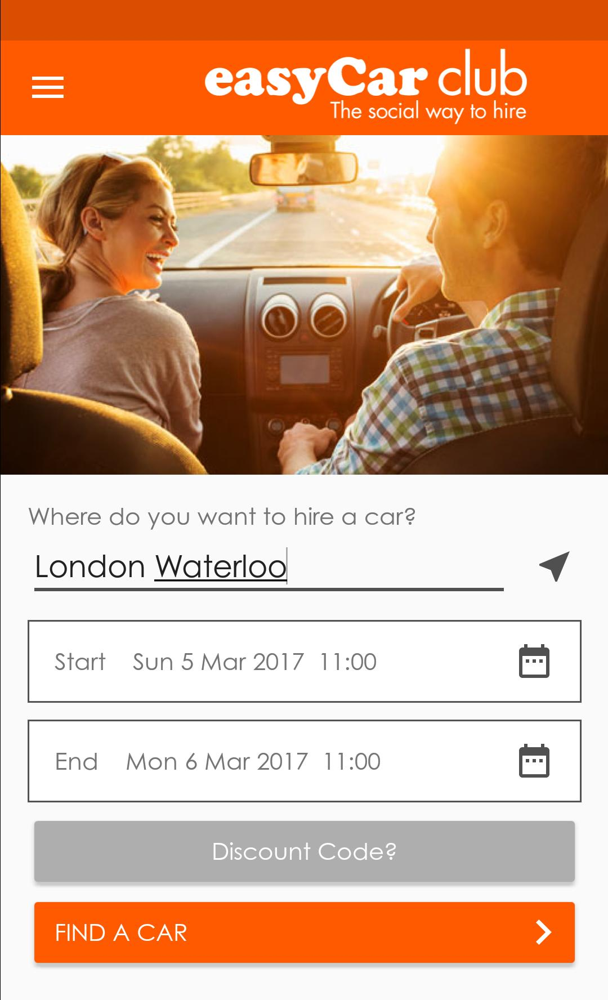 easyCar club
The social way to hire
Where do you want to hire a car?
London Waterloo
Start Sun 5 Mar 2017 11:00
End Mon 6 Mar 2017 11:00
Discount Code?
FIND A CAR